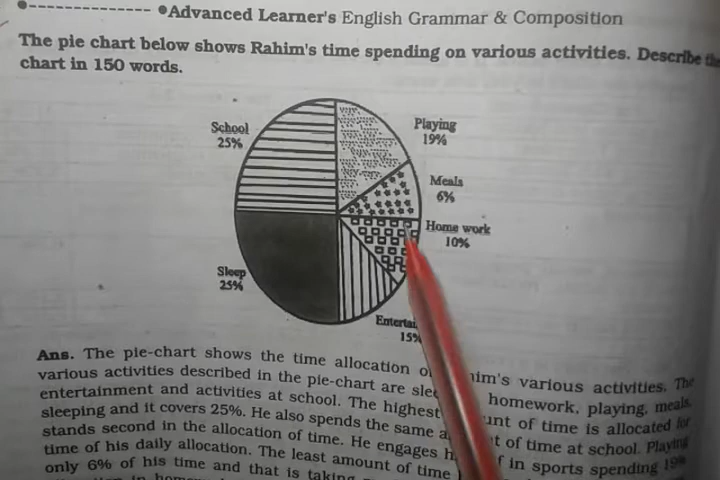 Advanced Learner's English Grammar & Composition
The pie chart below shows Rahim's time spending on various activities. Describe the
chart in 150 words.
School
25%
Playing
19%
Meals
6%
Home work
10%
Sleep
25%
15%
Ans. The pie-chart shows the time allocation of various activities. The
various activities described in the pie-chart are homework, playing, meals,
entertainment and activities at school. The highest of time is allocated for
sleeping and it covers 25%. He also spends the same of time at school. Playing
stands second in the allocation of time. He engages in sports spending 19%
time of his daily allocation. The least amount of time
only 6% of his time and that is taking